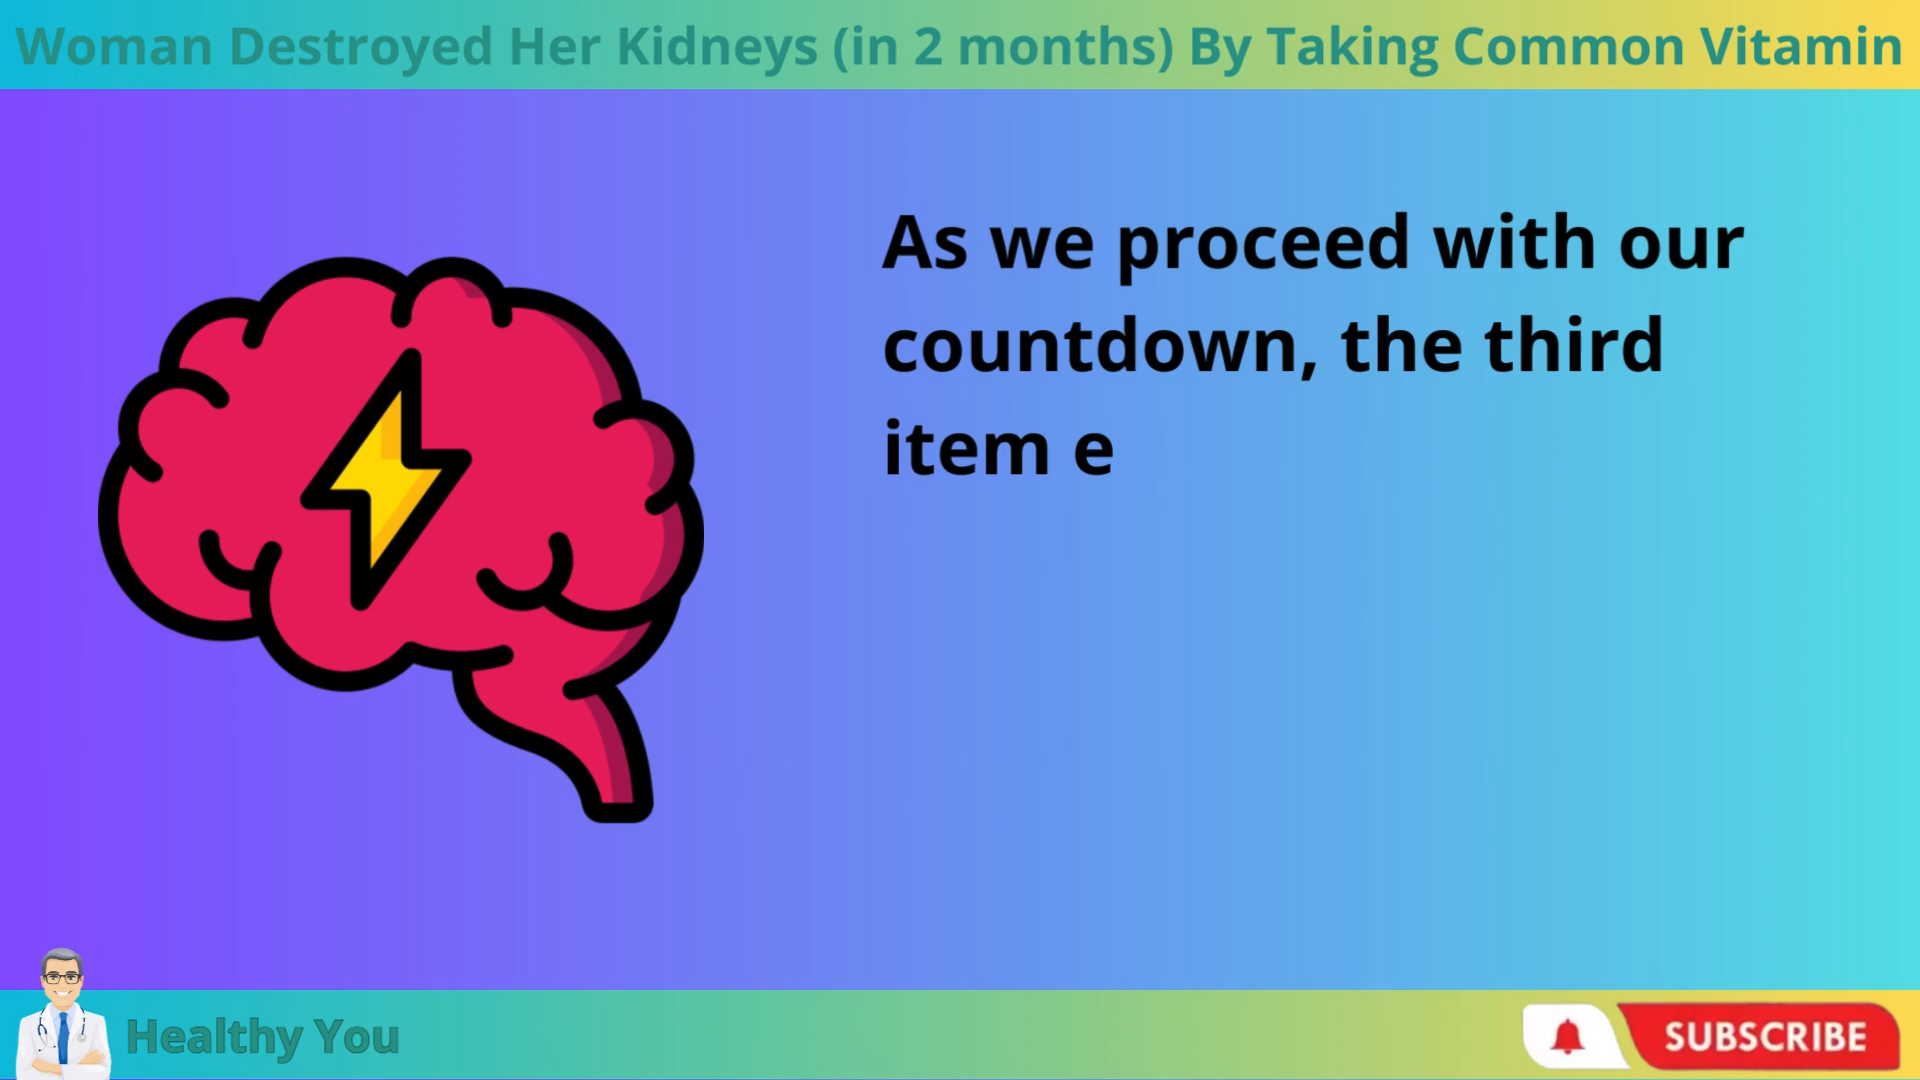 Woman Destroyed Her Kidneys (in 2 months) By Taking Common Vitamin
As we proceed with our
countdown, the third
item e
Healthy You
SUBSCRIBE